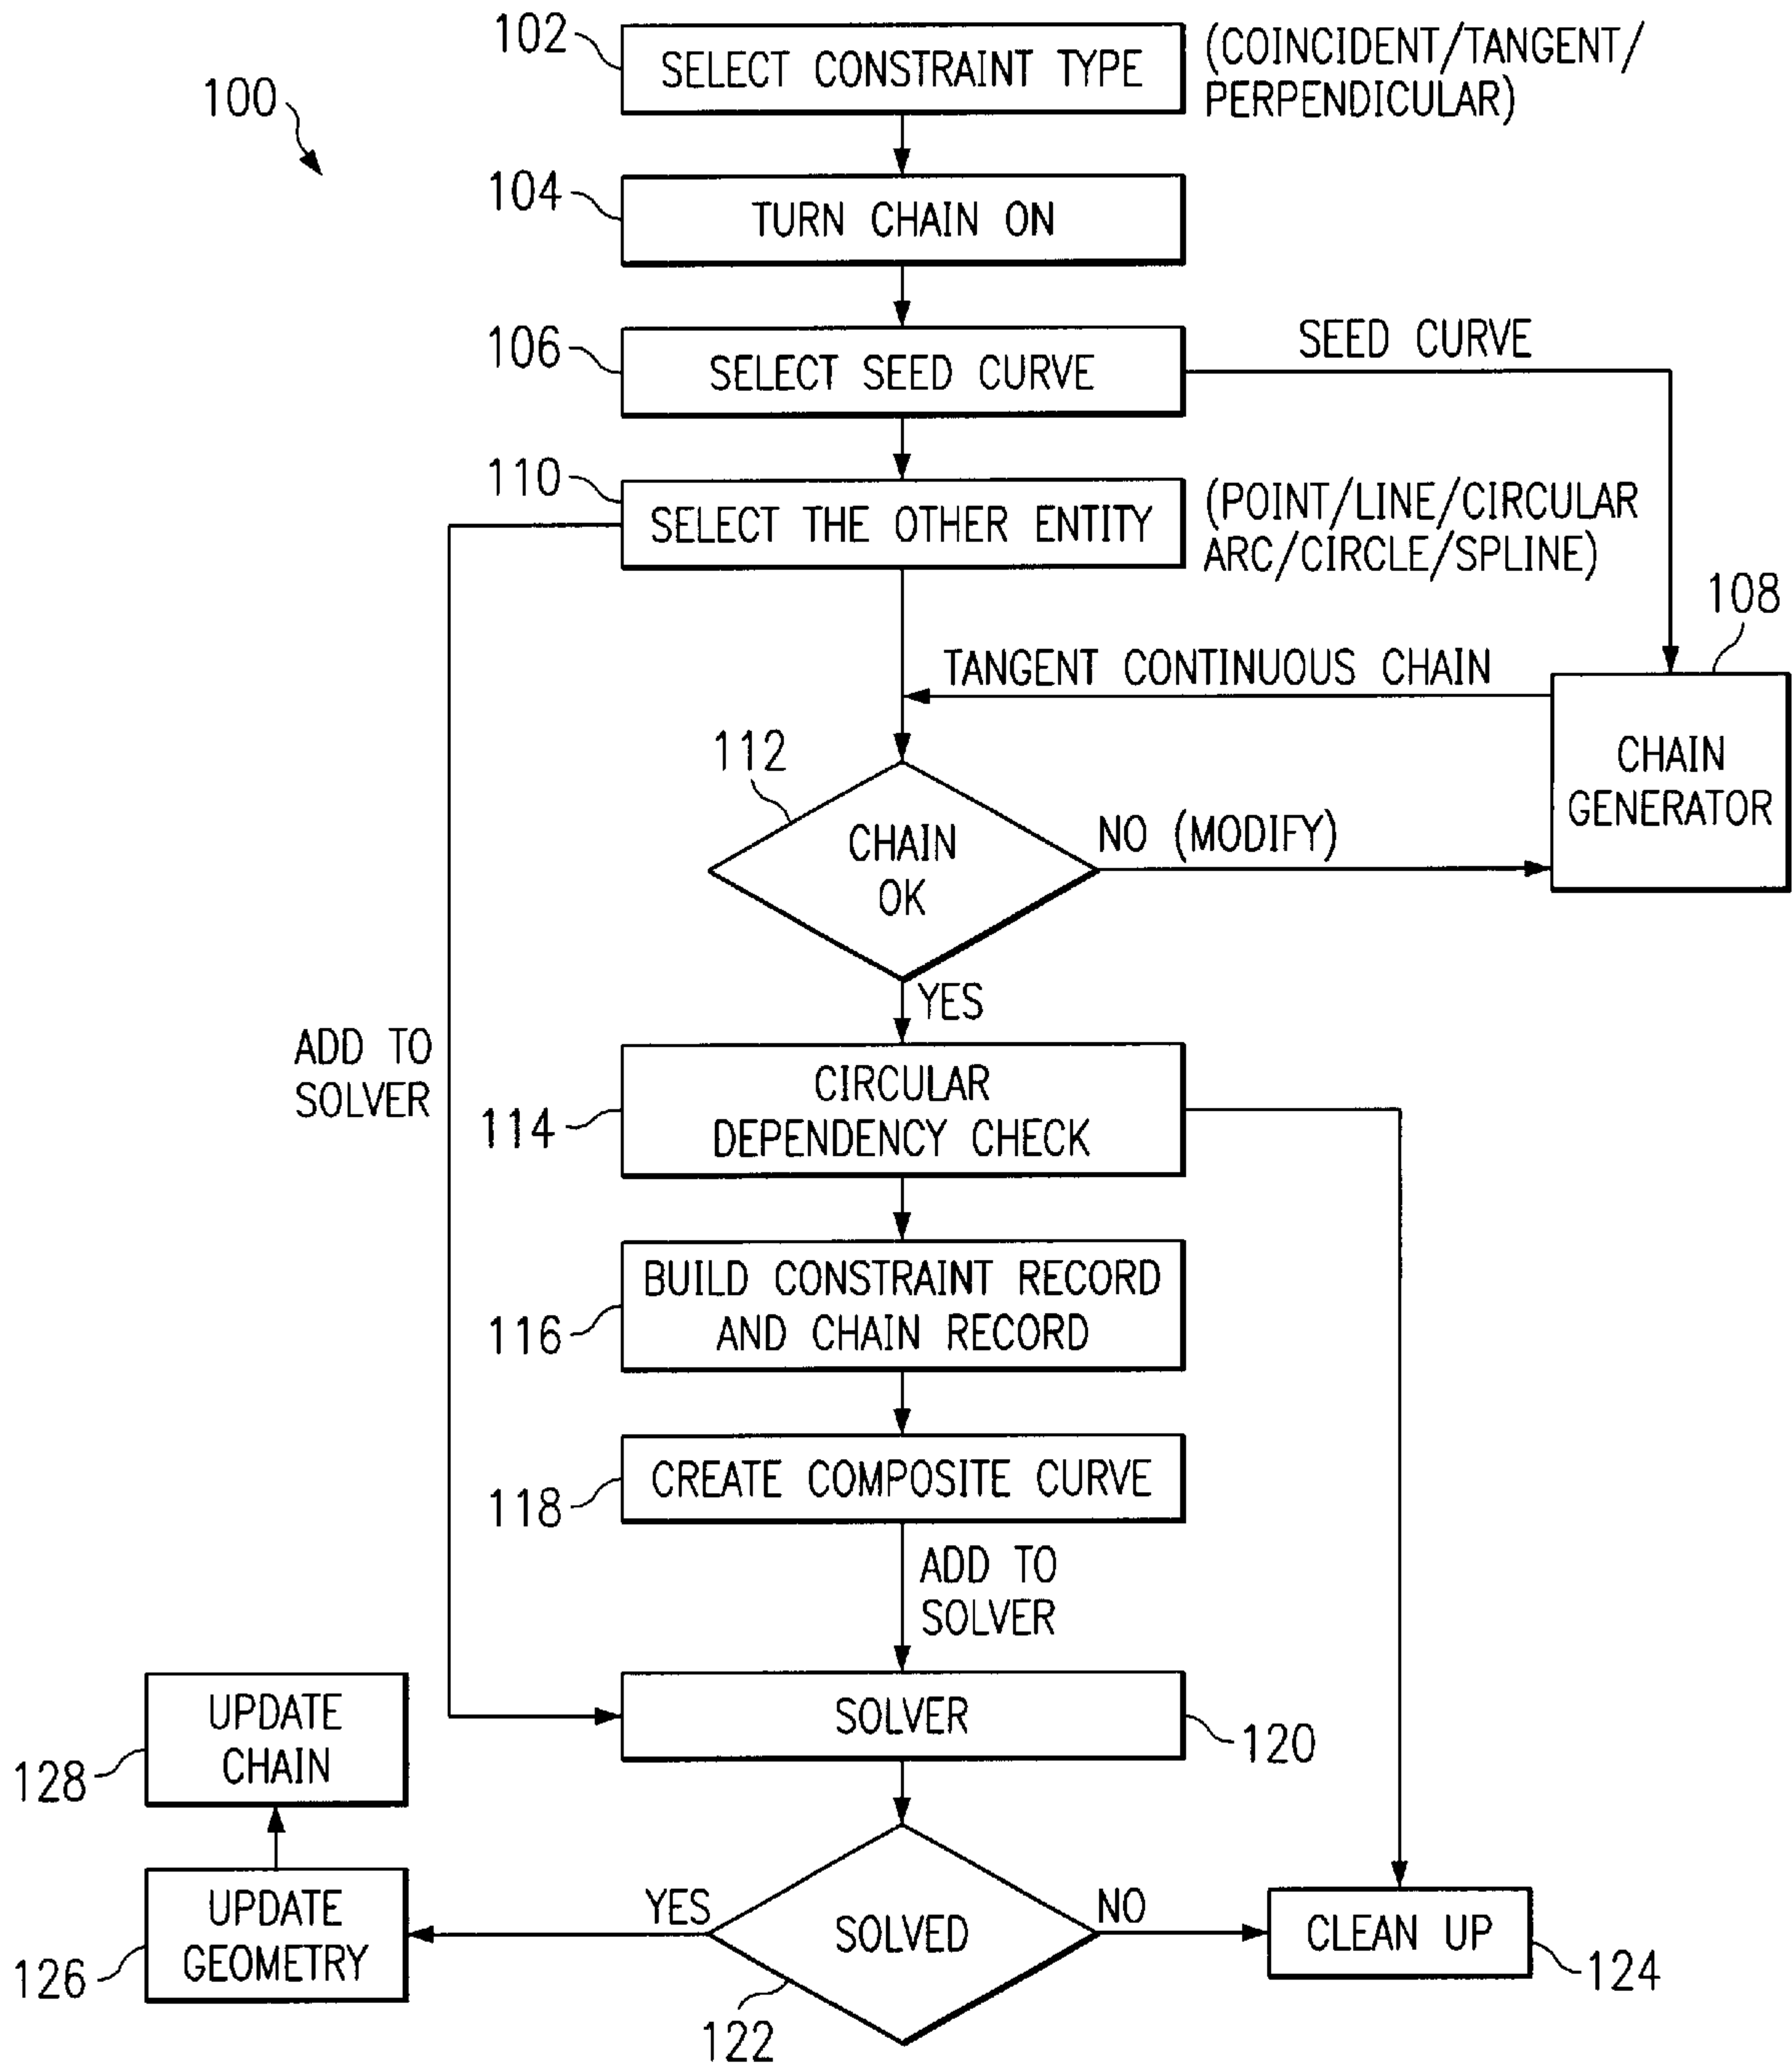 102
SELECT CONSTRAINT TYPE
(COINCIDENT/TANGENT/
PERPENDICULAR)
100
104
TURN CHAIN ON
106
SELECT SEED CURVE
SEED CURVE
110
SELECT THE OTHER ENTITY
(POINT/LINE/CIRCULAR
ARC/CIRCLE/SPLINE)
108
TANGENT CONTINUOUS CHAIN
CHAIN
GENERATOR
112
CHAIN
OK
NO (MODIFY)
YES
ADD TO
SOLVER
114
CIRCULAR
DEPENDENCY CHECK
116
BUILD CONSTRAINT RECORD
AND CHAIN RECORD
118
CREATE COMPOSITE CURVE
ADD TO
SOLVER
SOLVER
120
128
UPDATE
CHAIN
126
UPDATE
GEOMETRY
YES
SOLVED
NO
122
CLEAN UP
124